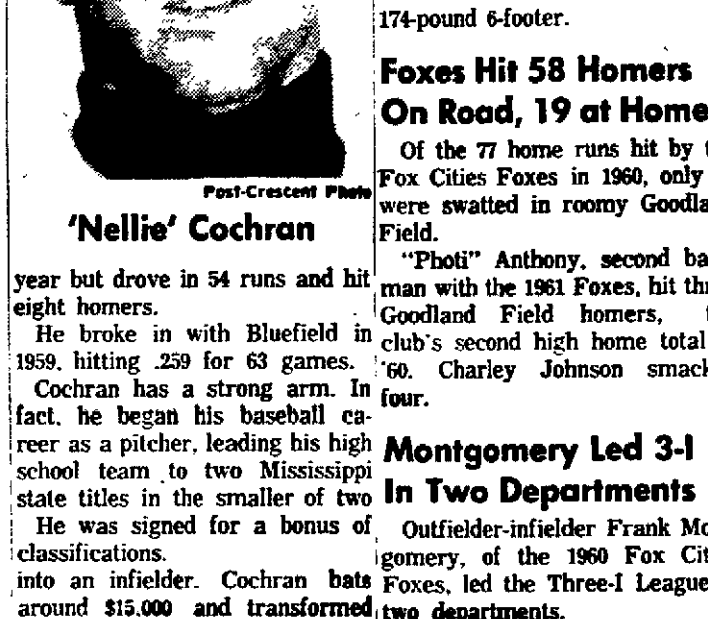 Post-Crescent Photo
'Nellie' Cochran
year but drove in 54 runs and hit
eight homers.
He broke in with Bluefield in
1959, hitting .259 for 63 games.
Cochran has a strong arm. In
fact, he began his baseball ca-
reer as a pitcher, leading his high
school team to two Mississippi
state titles in the smaller of two
He was signed for a bonus of
classifications.
into an infielder. Cochran bats
around $15,000 and transformed
174-pound 6-footer.
Foxes Hit 58 Homers
On Road, 19 at Home
Of the 77 home runs hit by
Fox Cities Foxes in 1960, only
were swatted in roomy Goodla
Field.
"Photi" Anthony, second ba
man with the 1961 Foxes, hit thr
Goodland Field homers,
club's second high home total
'60. Charley Johnson smack
four.
Montgomery Led 3-I
In Two Departments
Outfielder-infielder Frank Mo
gomery, of the 1960 Fox Cit
Foxes, led the Three-I League
two departments.